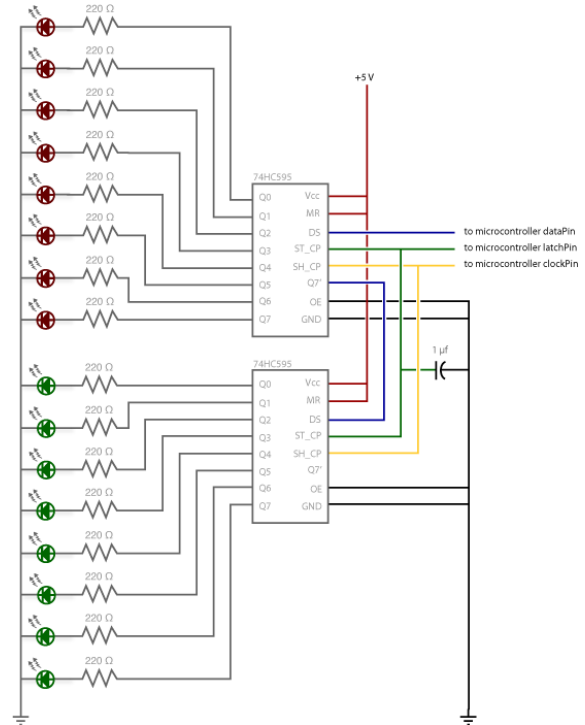 220 Ω
220 Ω
220 Ω
220 Ω
220 Ω
220 Ω
220 Ω
220 Ω
+5 V
74HC595
Q0 Vcc
Q1 MR
Q2 DS to microcontroller dataPin
Q3 ST_CP to microcontroller latchPin
Q4 SH_CP to microcontroller clockPin
Q5 Q7'
Q6 OE
Q7 GND
1 µf
74HC595
Q0 Vcc
Q1 MR
Q2 DS
Q3 ST_CP
Q4 SH_CP
Q5 Q7'
Q6 OE
Q7 GND
220 Ω
220 Ω
220 Ω
220 Ω
220 Ω
220 Ω
220 Ω
220 Ω